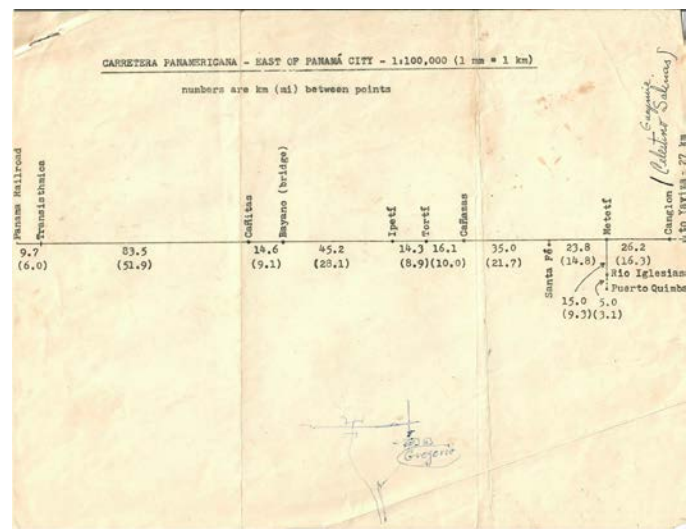 CARRETERA PANAMERICANA - EAST OF PANAMÁ CITY - 1:100,000 (1 mm = 1 km)
numbers are km (mi) between points
Panama Railroad
Transisthmica
Cañitas
Bayano (bridge)
Ipetí
Tortí
Cañazas
Santa Fé
Metetí
Canglon (Celestino Salinas)
to Yaviza - 27 km
9.7 83.5 14.6 45.2 14.3 16.1 35.0 23.8 26.2
(6.0) (51.9) (9.1) (28.1) (8.9)(10.0) (21.7) (14.8) (16.3)
Rio Iglesias
Puerto Quimba
15.0 5.0
(9.3)(3.1)
Gregorio